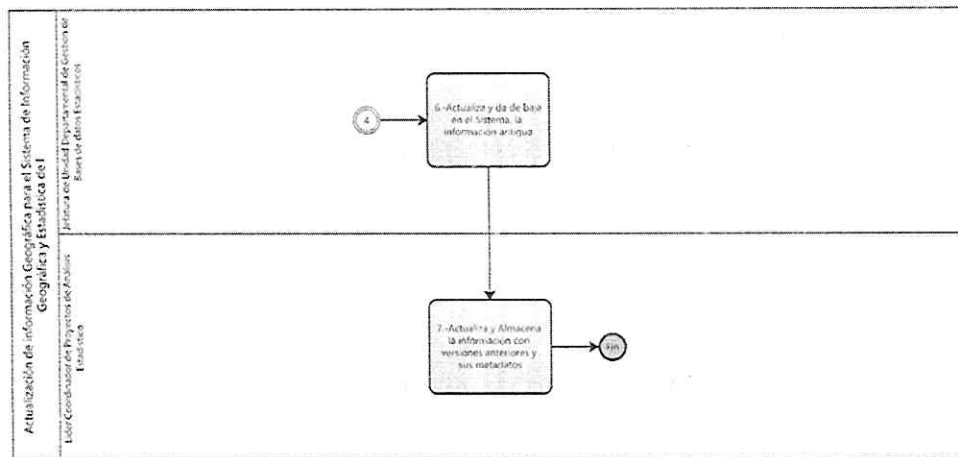 Actualización de información Geográfica para el Sistema de Información
Geográfica y Estadística de l
Jefatura de Unidad Departamental de Gestión de
Bases de datos Estadísticos
4
6.-Actualiza y da de baja
en el Sistema, la
información antigua
Líder Coordinador de Proyectos de Análisis
Estadístico
7.-Actualiza y Almacena
la información con
versiones anteriores y
sus metadatos
Fin